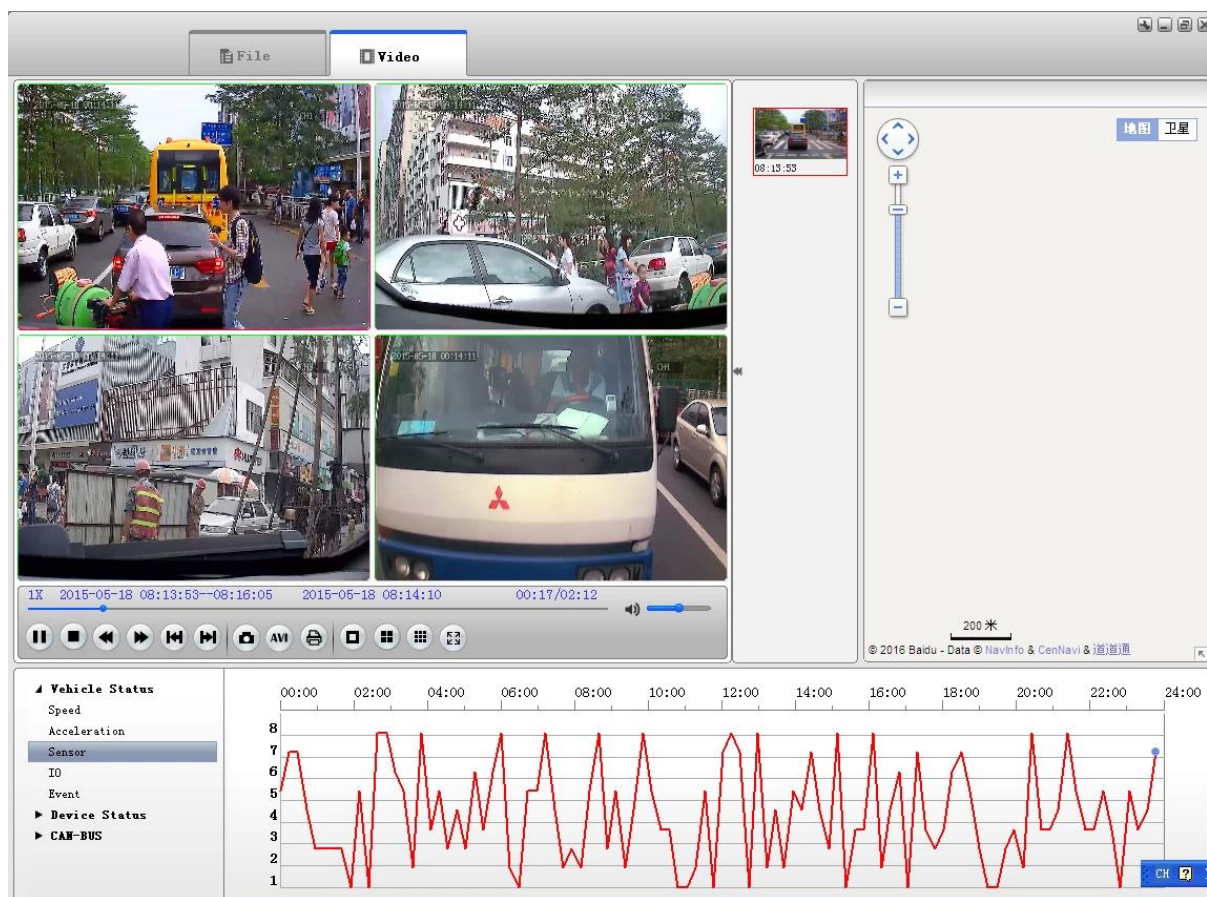 File
Video
2015-05-18 00:14:11
CH1
08:13:53
地图 卫星
1X 2015-05-18 08:13:53--08:16:05 2015-05-18 08:14:10 00:17/02:12
AVI
200 米
© 2016 Baidu - Data © NavInfo & CenNavi & 道道通
Vehicle Status
Speed
Acceleration
Sensor
IO
Event
Device Status
CAN-BUS
00:00 02:00 04:00 06:00 08:00 10:00 12:00 14:00 16:00 18:00 20:00 22:00 24:00
8
7
6
5
4
3
2
1
CH